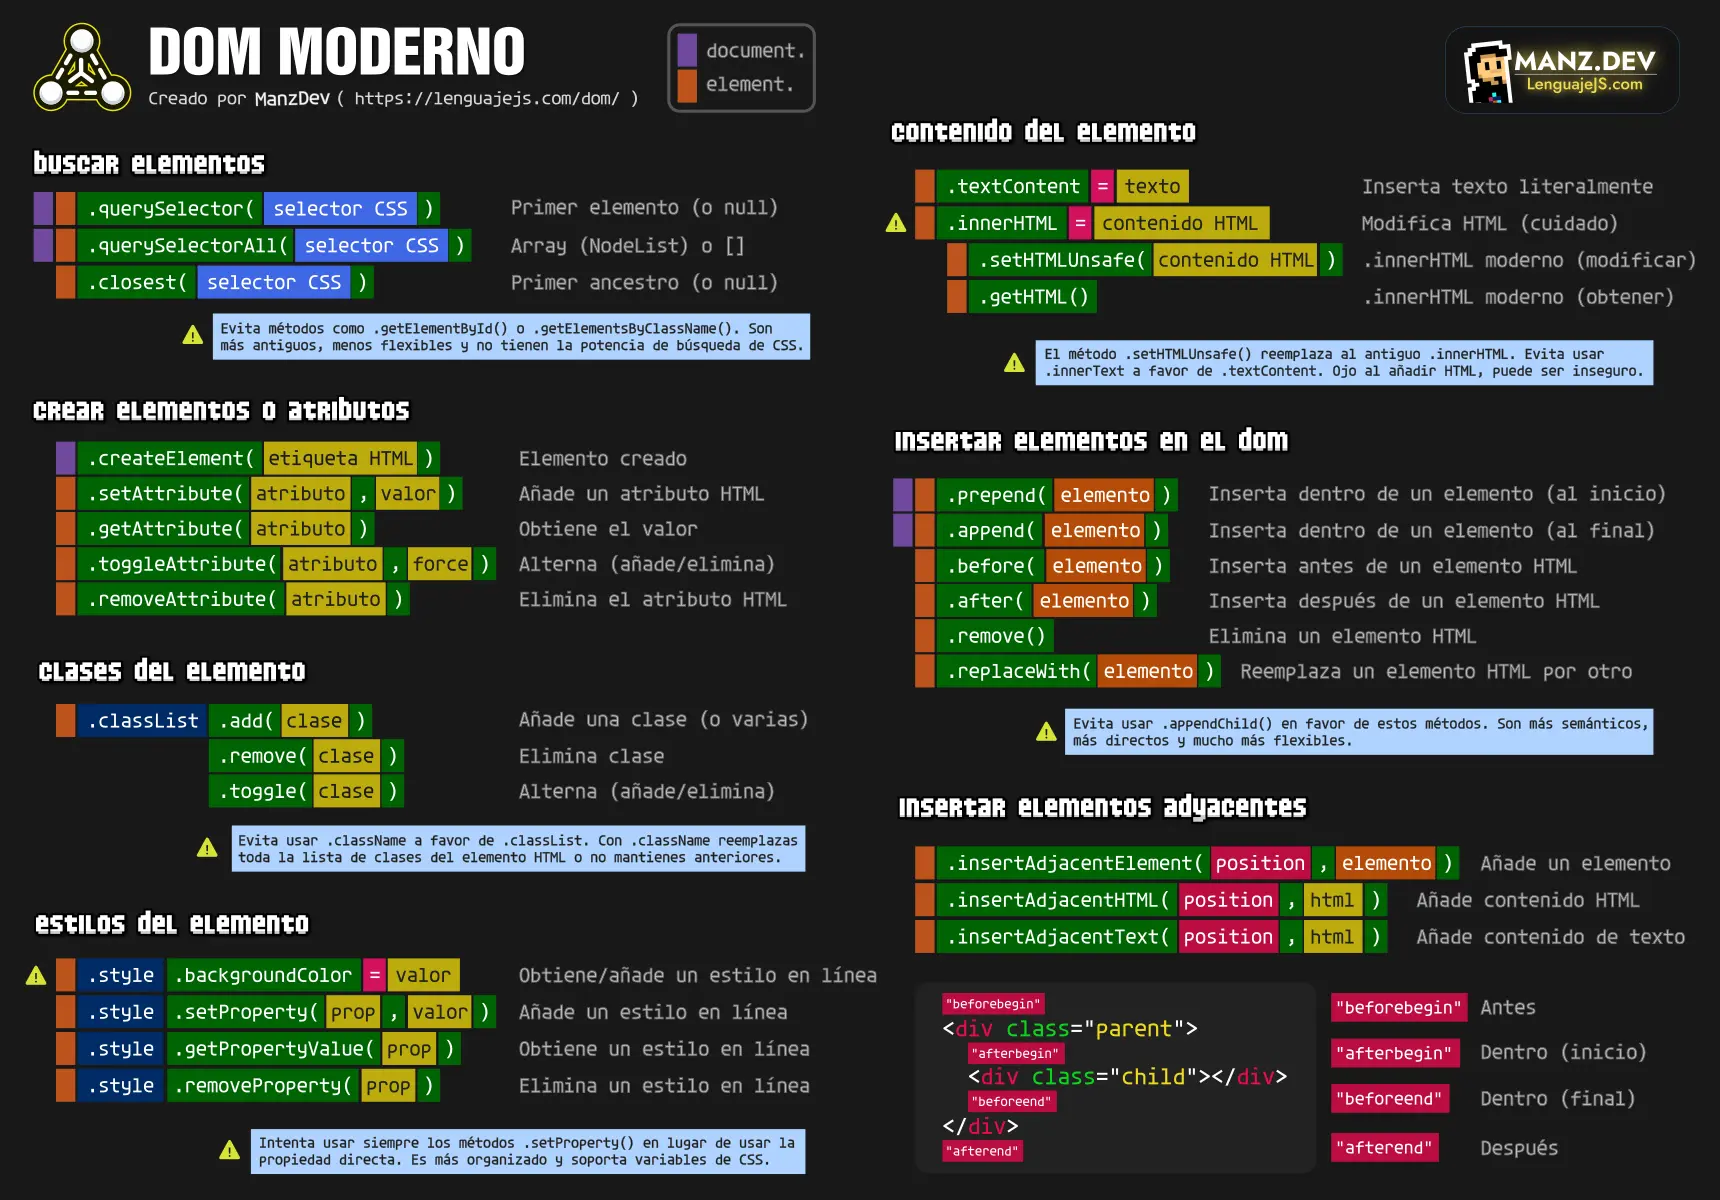 DOM MODERNO
Creado por ManzDev ( https://lenguajejs.com/dom/ )
document.
element.
MANZ.DEV
LenguajeJS.com
buscar elementos
.querySelector( selector CSS ) Primer elemento (o null)
.querySelectorAll( selector CSS ) Array (NodeList) o []
.closest( selector CSS ) Primer ancestro (o null)
Evita métodos como .getElementById() o .getElementsByClassName(). Son
más antiguos, menos flexibles y no tienen la potencia de búsqueda de CSS.
crear elementos o atributos
.createElement( etiqueta HTML ) Elemento creado
.setAttribute( atributo , valor ) Añade un atributo HTML
.getAttribute( atributo ) Obtiene el valor
.toggleAttribute( atributo , force ) Alterna (añade/elimina)
.removeAttribute( atributo ) Elimina el atributo HTML
clases del elemento
.classList .add( clase ) Añade una clase (o varias)
.remove( clase ) Elimina clase
.toggle( clase ) Alterna (añade/elimina)
Evita usar .className a favor de .classList. Con .className reemplazas
toda la lista de clases del elemento HTML o no mantienes anteriores.
estilos del elemento
.style .backgroundColor = valor Obtiene/añade un estilo en línea
.style .setProperty( prop , valor ) Añade un estilo en línea
.style .getPropertyValue( prop ) Obtiene un estilo en línea
.style .removeProperty( prop ) Elimina un estilo en línea
Intenta usar siempre los métodos .setProperty() en lugar de usar la
propiedad directa. Es más organizado y soporta variables de CSS.
contenido del elemento
.textContent = texto Inserta texto literalmente
.innerHTML = contenido HTML Modifica HTML (cuidado)
.setHTMLUnsafe( contenido HTML ) .innerHTML moderno (modificar)
.getHTML() .innerHTML moderno (obtener)
El método .setHTMLUnsafe() reemplaza al antiguo .innerHTML. Evita usar
.innerText a favor de .textContent. Ojo al añadir HTML, puede ser inseguro.
insertar elementos en el dom
.prepend( elemento ) Inserta dentro de un elemento (al inicio)
.append( elemento ) Inserta dentro de un elemento (al final)
.before( elemento ) Inserta antes de un elemento HTML
.after( elemento ) Inserta después de un elemento HTML
.remove() Elimina un elemento HTML
.replaceWith( elemento ) Reemplaza un elemento HTML por otro
Evita usar .appendChild() en favor de estos métodos. Son más semánticos,
más directos y mucho más flexibles.
insertar elementos adyacentes
.insertAdjacentElement( position , elemento ) Añade un elemento
.insertAdjacentHTML( position , html ) Añade contenido HTML
.insertAdjacentText( position , html ) Añade contenido de texto
"beforebegin"
<div class="parent">
"afterbegin"
<div class="child"></div>
"beforeend"
</div>
"afterend"
"beforebegin" Antes
"afterbegin" Dentro (inicio)
"beforeend" Dentro (final)
"afterend" Después